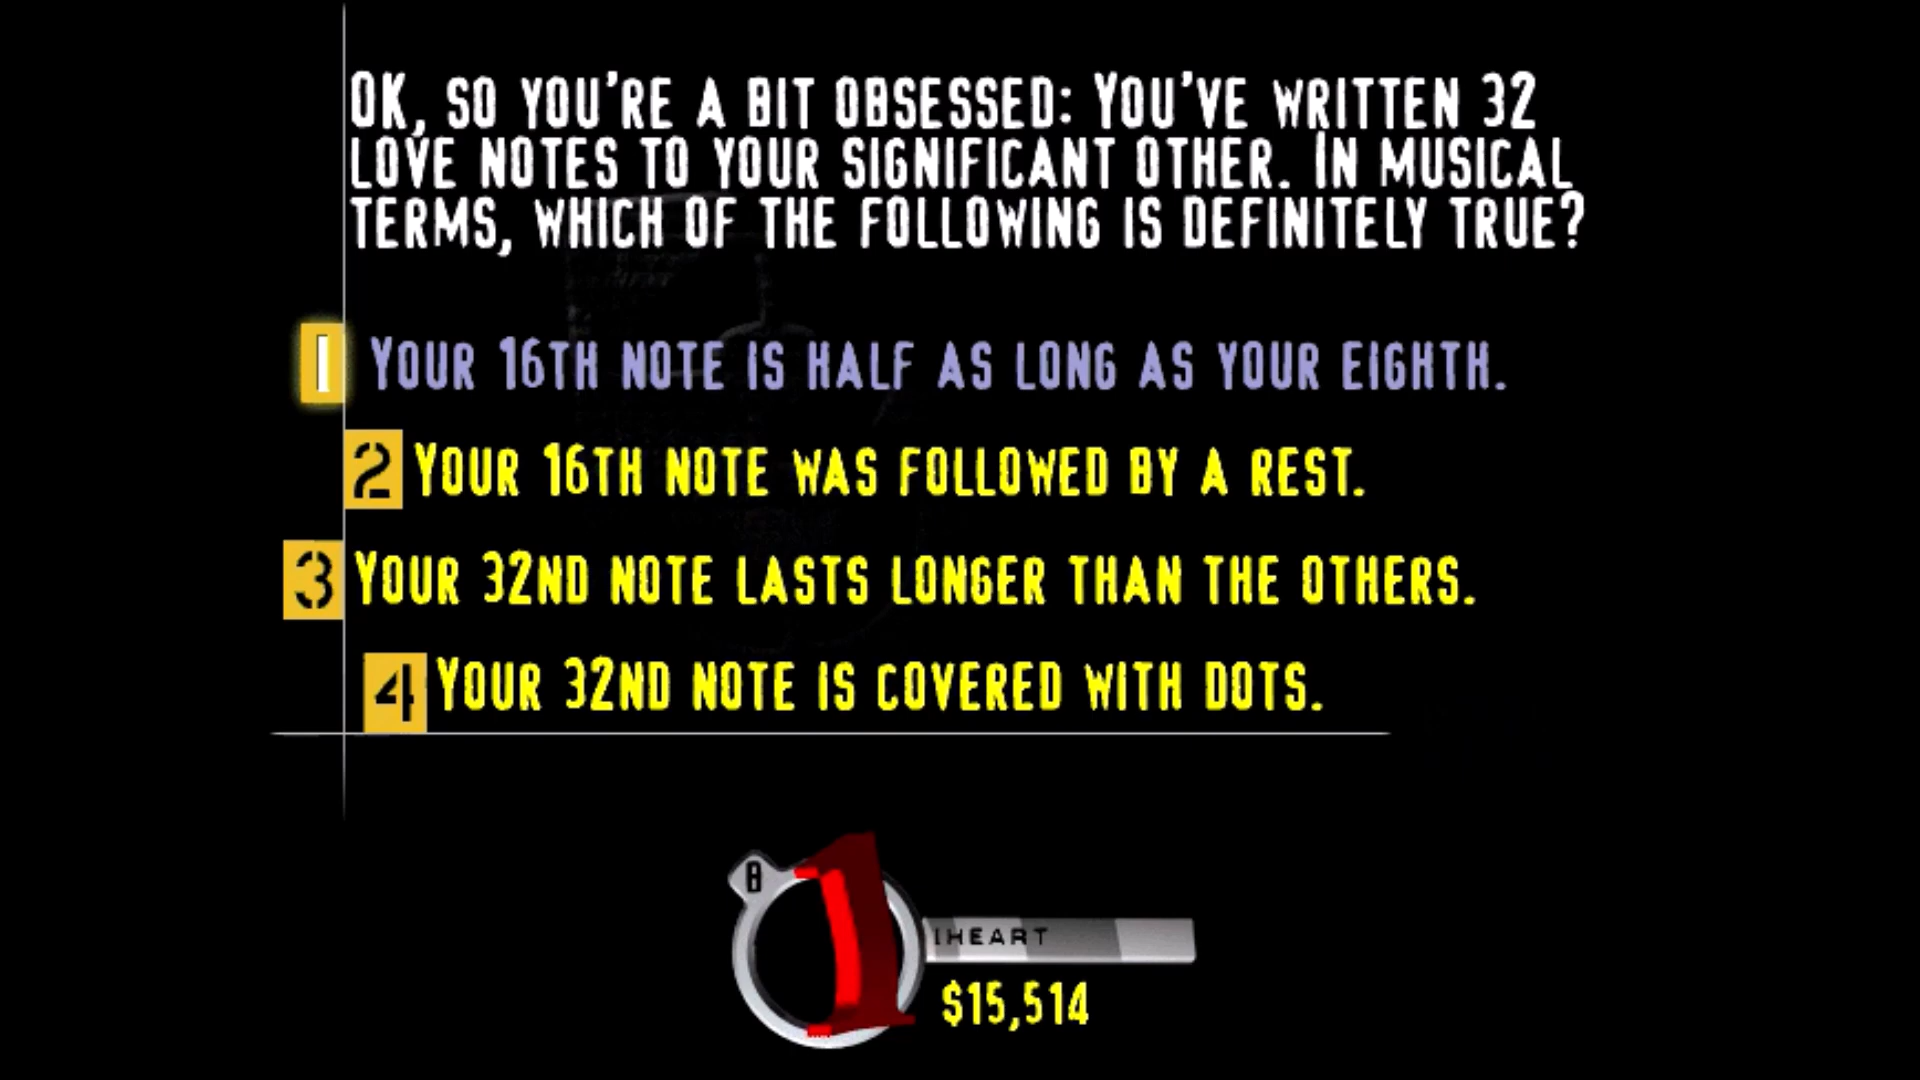 OK, SO YOU'RE A BIT OBSESSED: YOU'VE WRITTEN 32
LOVE NOTES TO YOUR SIGNIFICANT OTHER. IN MUSICAL
TERMS, WHICH OF THE FOLLOWING IS DEFINITELY TRUE?
1 YOUR 16TH NOTE IS HALF AS LONG AS YOUR EIGHTH.
2 YOUR 16TH NOTE WAS FOLLOWED BY A REST.
3 YOUR 32ND NOTE LASTS LONGER THAN THE OTHERS.
4 YOUR 32ND NOTE IS COVERED WITH DOTS.
B
1
IHEART
$15,514